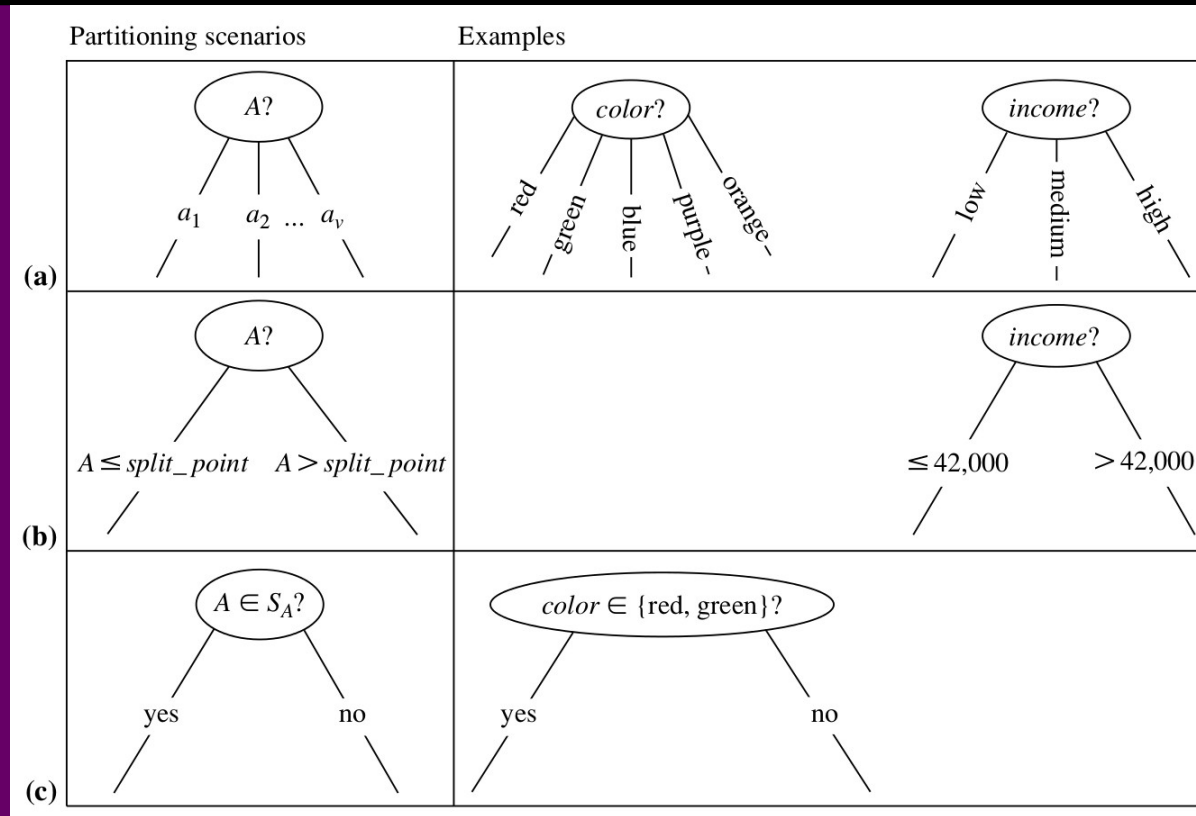 Partitioning scenarios Examples
A? color? income?
a1 a2 ... av red green blue purple orange low medium high
(a)
A? income?
A ≤ split_point A > split_point ≤ 42,000 > 42,000
(b)
A ∈ SA? color ∈ {red, green}?
yes no yes no
(c)